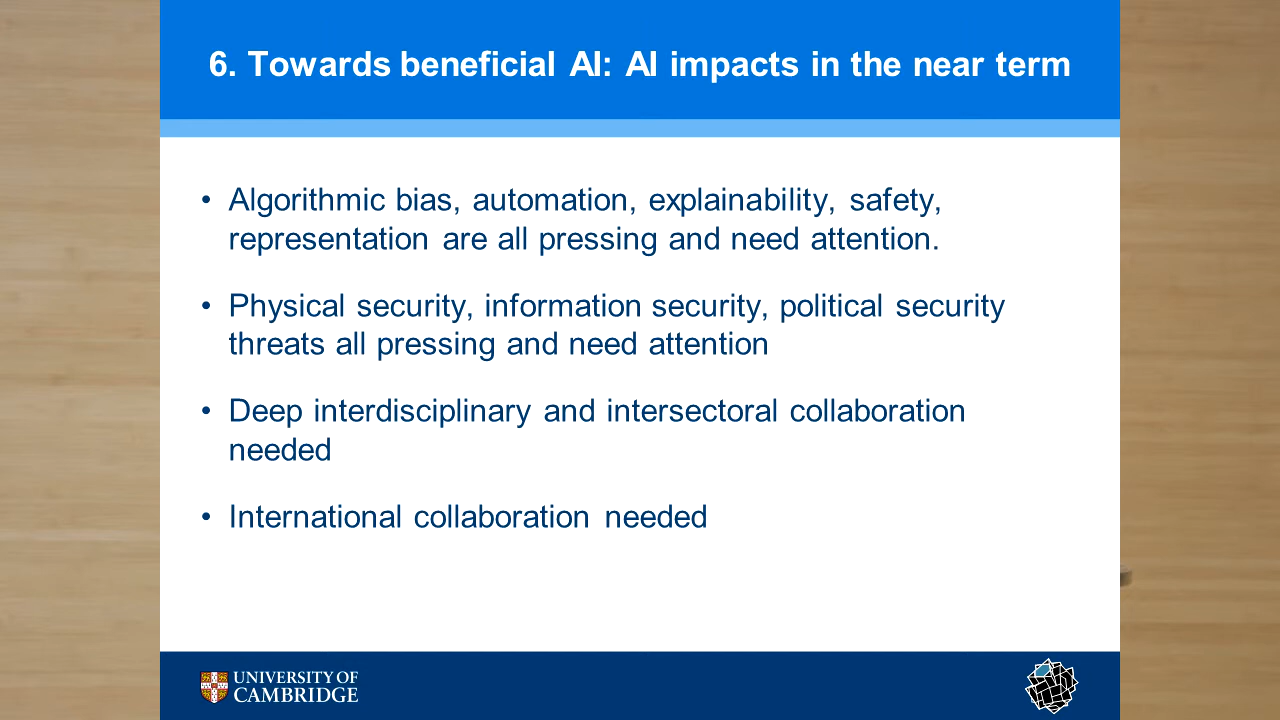 6. Towards beneficial AI: AI impacts in the near term
• Algorithmic bias, automation, explainability, safety,
representation are all pressing and need attention.
• Physical security, information security, political security
threats all pressing and need attention
• Deep interdisciplinary and intersectoral collaboration
needed
• International collaboration needed
UNIVERSITY OF
CAMBRIDGE